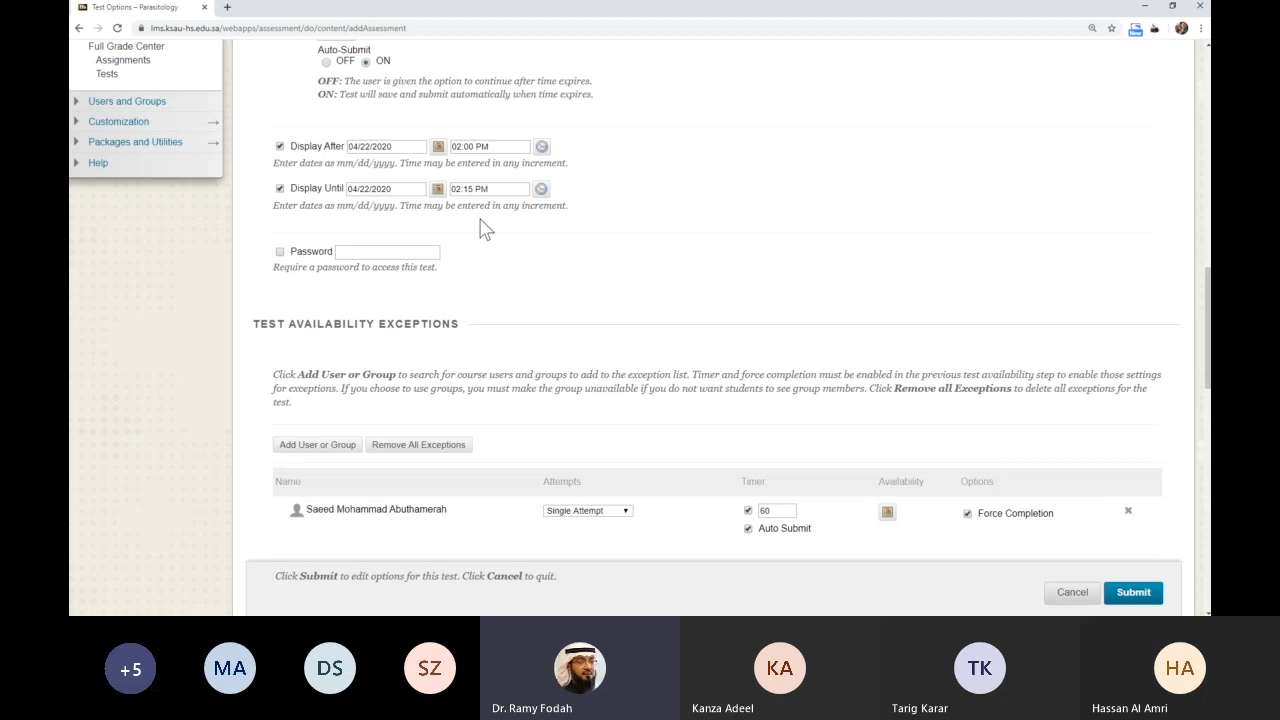 Test Options – Parasitology
lms.ksau-hs.edu.sa/webapps/assessment/do/content/addAssessment
New
Full Grade Center
Assignments
Tests
Users and Groups
Customization
Packages and Utilities
Help
Auto-Submit
OFF ON
OFF: The user is given the option to continue after time expires.
ON: Test will save and submit automatically when time expires.
Display After 04/22/2020 02:00 PM
Enter dates as mm/dd/yyyy. Time may be entered in any increment.
Display Until 04/22/2020 02:15 PM
Enter dates as mm/dd/yyyy. Time may be entered in any increment.
Password
Require a password to access this test.
TEST AVAILABILITY EXCEPTIONS
Click Add User or Group to search for course users and groups to add to the exception list. Timer and force completion must be enabled in the previous test availability step to enable those settings
for exceptions. If you choose to use groups, you must make the group unavailable if you do not want students to see group members. Click Remove all Exceptions to delete all exceptions for the
test.
Add User or Group Remove All Exceptions
Name Attempts Timer Availability Options
Saeed Mohammad Abuthamerah Single Attempt 60 Force Completion
Auto Submit
Click Submit to edit options for this test. Click Cancel to quit.
Cancel Submit
+5 MA DS SZ KA TK HA
Dr. Ramy Fodah Kanza Adeel Tarig Karar Hassan Al Amri